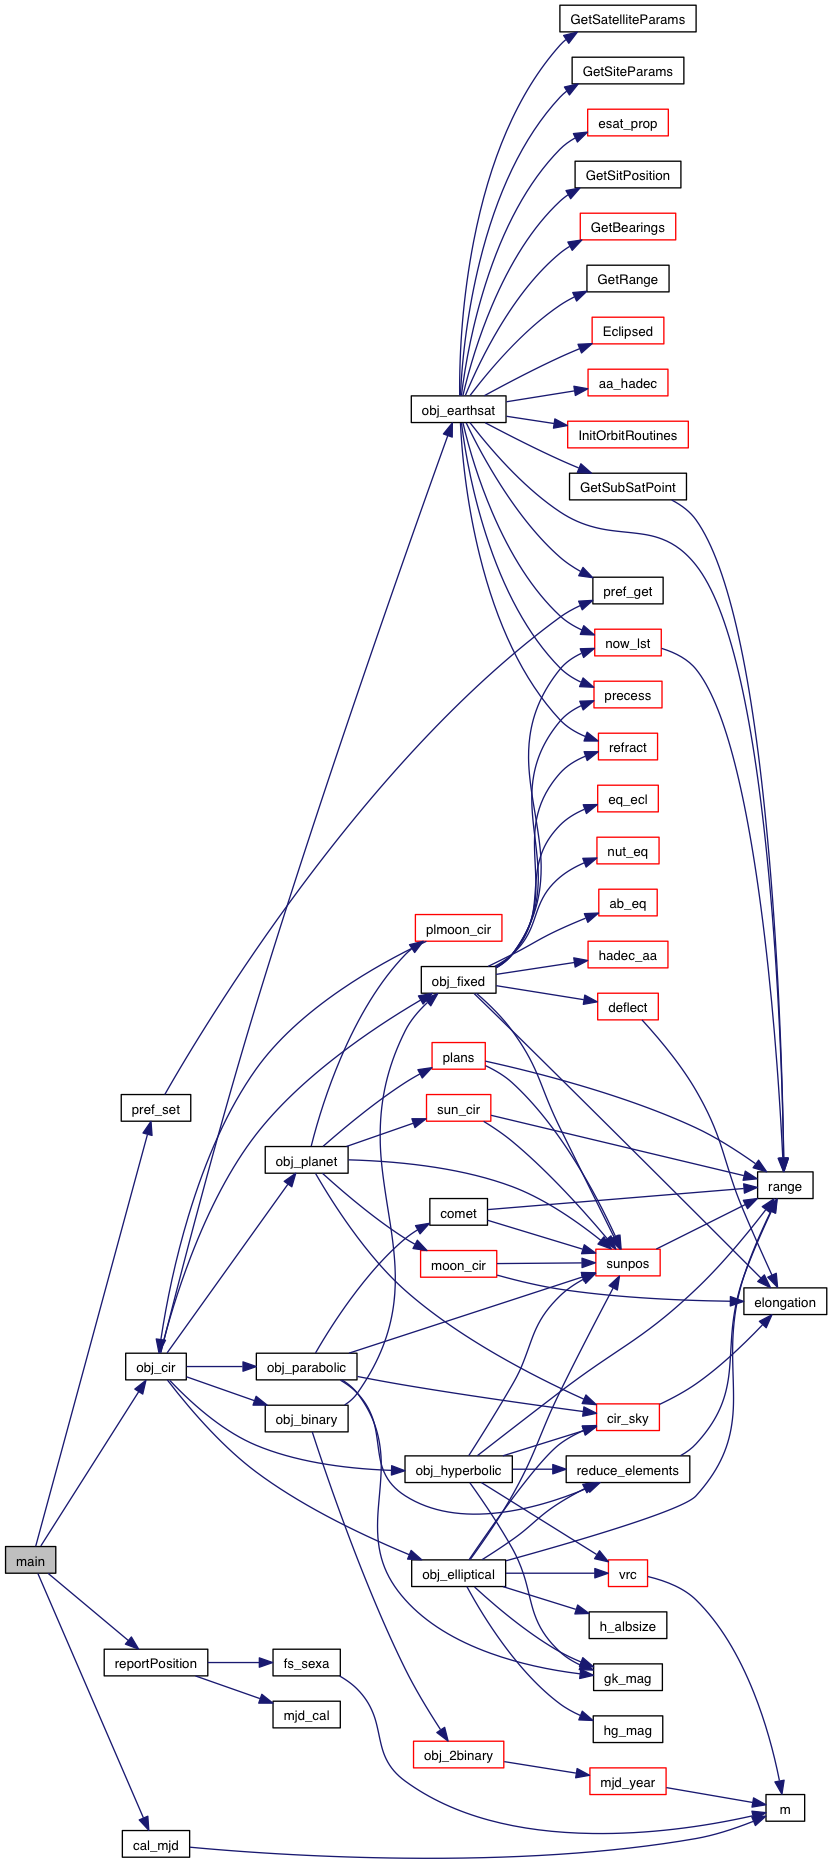 GetSatelliteParams
GetSiteParams
esat_prop
GetSitPosition
GetBearings
GetRange
Eclipsed
aa_hadec
obj_earthsat
InitOrbitRoutines
GetSubSatPoint
pref_get
now_lst
precess
refract
eq_ecl
nut_eq
ab_eq
plmoon_cir
hadec_aa
obj_fixed
deflect
plans
pref_set
sun_cir
obj_planet
range
comet
moon_cir
sunpos
elongation
obj_cir
obj_parabolic
obj_binary
cir_sky
obj_hyperbolic
reduce_elements
main
obj_elliptical
vrc
h_albsize
reportPosition
fs_sexa
gk_mag
mjd_cal
hg_mag
obj_2binary
mjd_year
m
cal_mjd